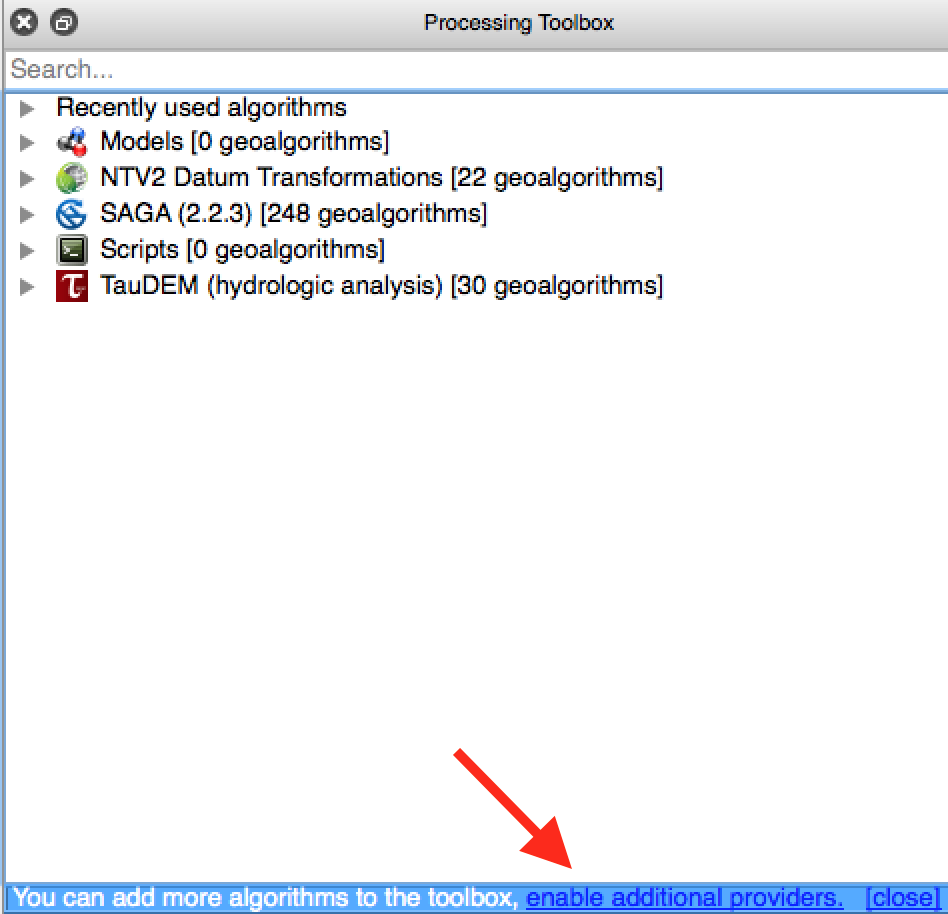 Processing Toolbox
Search...
Recently used algorithms
Models [0 geoalgorithms]
NTV2 Datum Transformations [22 geoalgorithms]
SAGA (2.2.3) [248 geoalgorithms]
Scripts [0 geoalgorithms]
TauDEM (hydrologic analysis) [30 geoalgorithms]
You can add more algorithms to the toolbox, enable additional providers. [close]